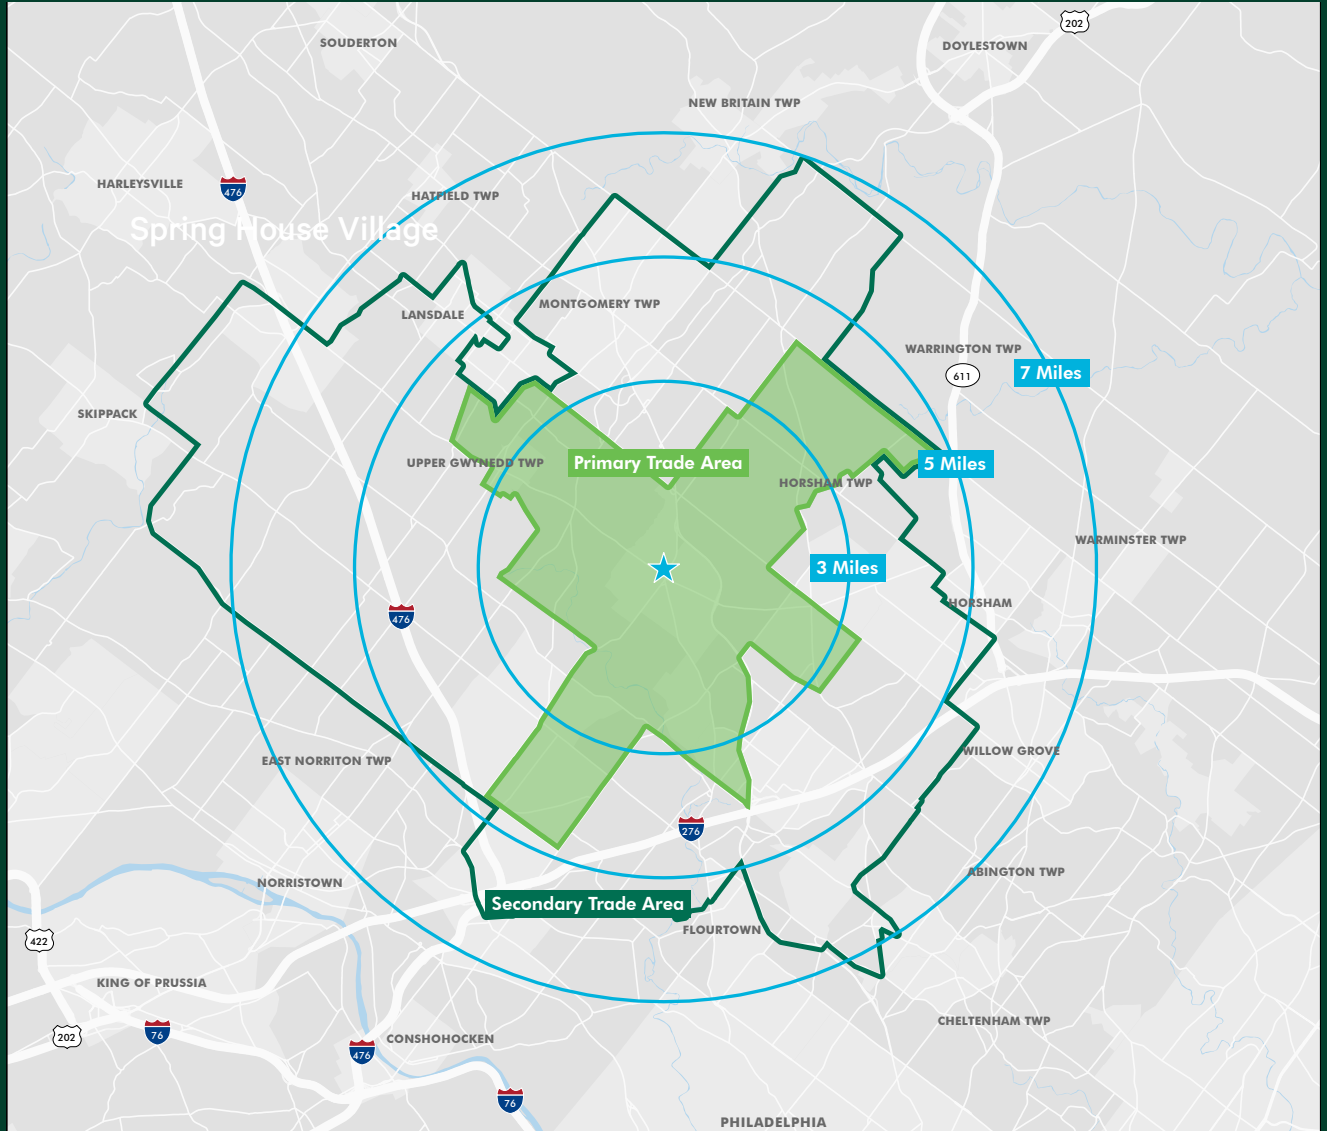 202
SOUDERTON
DOYLESTOWN
NEW BRITAIN TWP
HARLEYSVILLE
476
HATFIELD TWP
Spring House Village
MONTGOMERY TWP
LANSDALE
WARRINGTON TWP
7 Miles
611
SKIPPACK
UPPER GWYNEDD TWP
Primary Trade Area
5 Miles
HORSHAM TWP
WARMINSTER TWP
3 Miles
HORSHAM
476
WILLOW GROVE
EAST NORRITON TWP
276
ABINGTON TWP
NORRISTOWN
Secondary Trade Area
FLOURTOWN
422
KING OF PRUSSIA
CHELTENHAM TWP
76
202
CONSHOHOCKEN
476
76
PHILADELPHIA